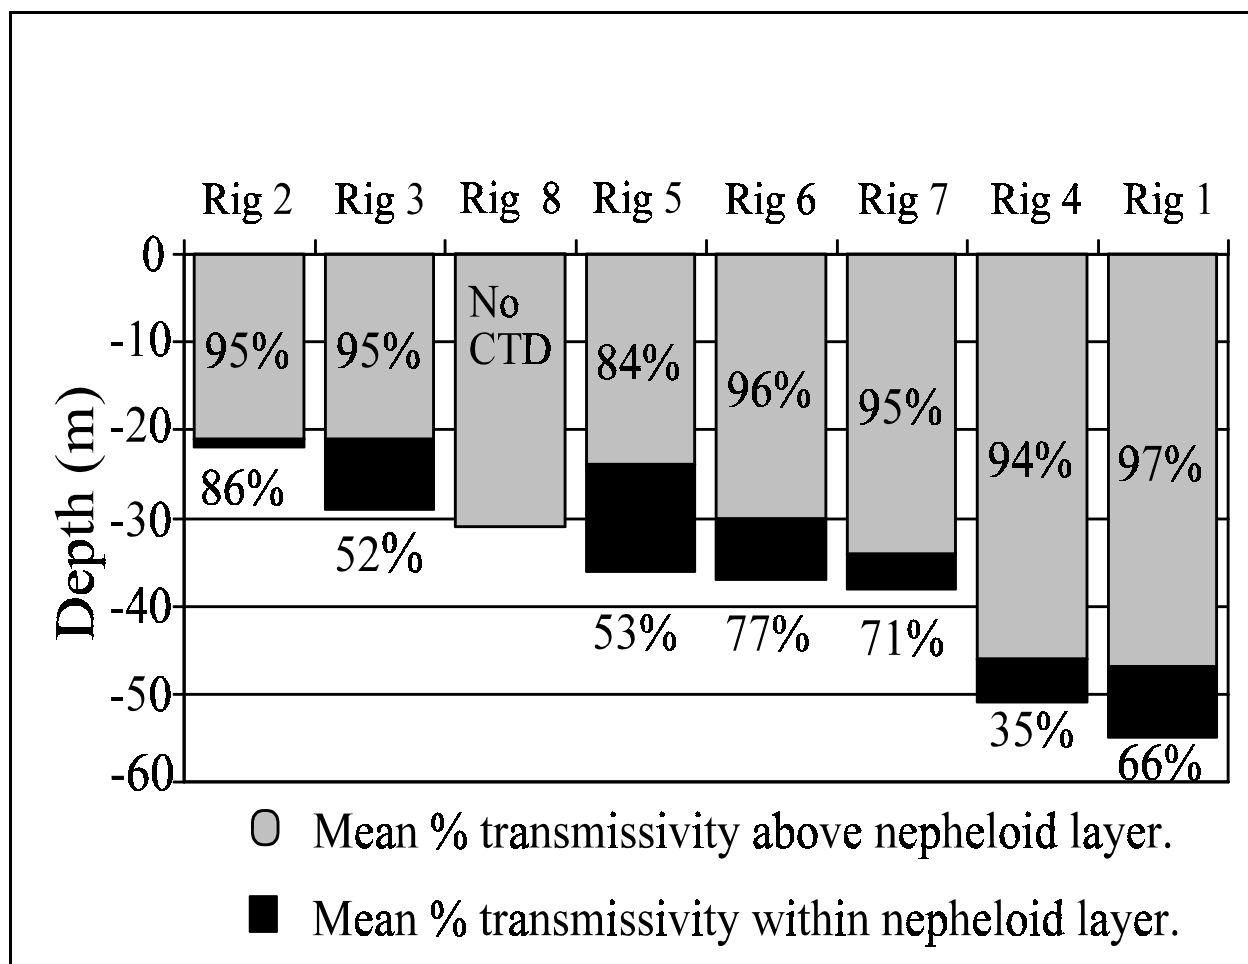 Rig 2 Rig 3 Rig 8 Rig 5 Rig 6 Rig 7 Rig 4 Rig 1
Depth (m)
0
-10
-20
-30
-40
-50
-60
95% 95% No CTD 84% 96% 95% 94% 97%
86% 52% 53% 77% 71% 35% 66%
Mean % transmissivity above nepheloid layer.
Mean % transmissivity within nepheloid layer.